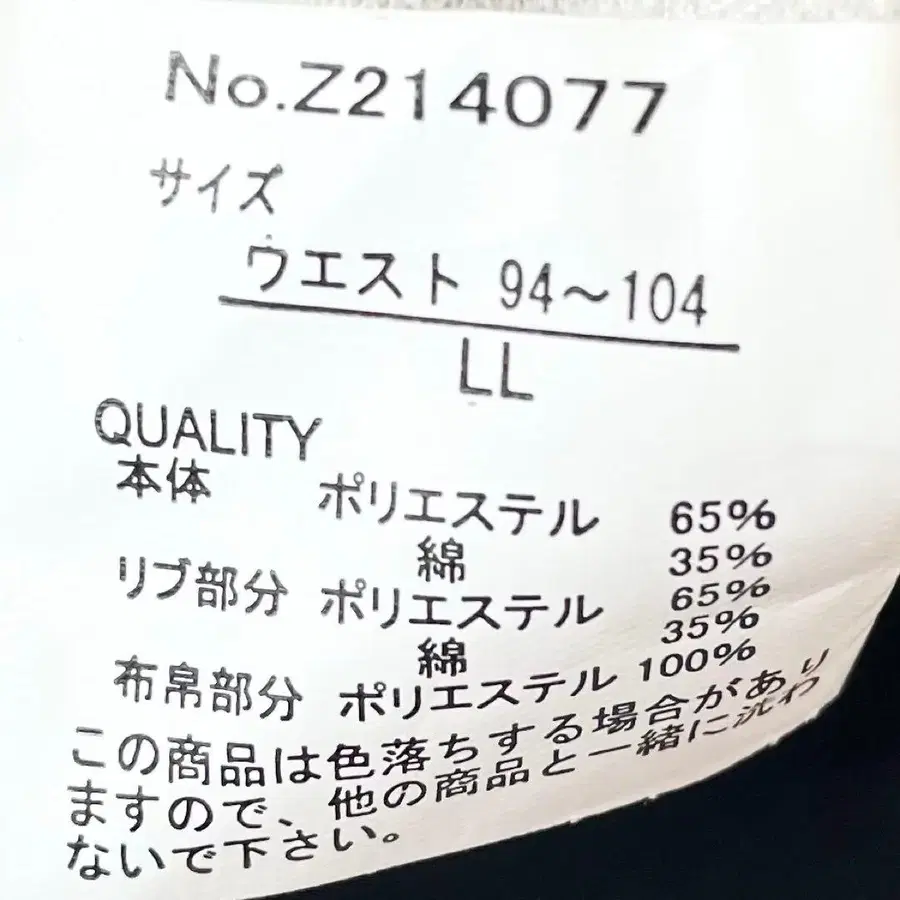 No.Z214077
サイズ
ウエスト 94～104
LL
QUALITY
本体 ポリエステル 65%
綿 35%
リブ部分 ポリエステル 65%
綿 35%
布帛部分 ポリエステル 100%
この商品は色落ちする場合があり
ますので、他の商品と一緒に洗わ
ないで下さい。